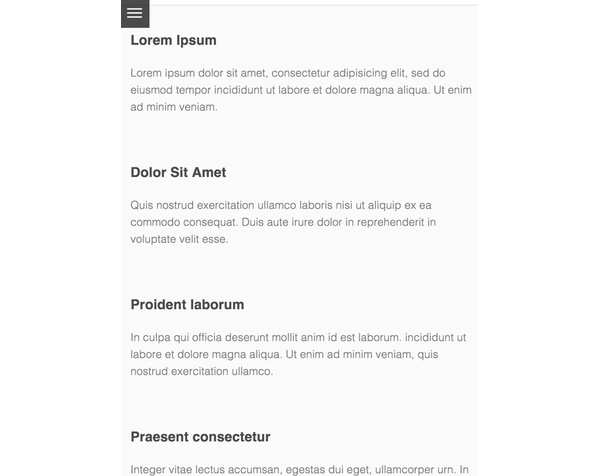 Lorem Ipsum
Lorem ipsum dolor sit amet, consectetur adipisicing elit, sed do
eiusmod tempor incididunt ut labore et dolore magna aliqua. Ut enim
ad minim veniam.
Dolor Sit Amet
Quis nostrud exercitation ullamco laboris nisi ut aliquip ex ea
commodo consequat. Duis aute irure dolor in reprehenderit in
voluptate velit esse.
Proident laborum
In culpa qui officia deserunt mollit anim id est laborum. incididunt ut
labore et dolore magna aliqua. Ut enim ad minim veniam, quis
nostrud exercitation ullamco.
Praesent consectetur
Integer vitae lectus accumsan, egestas dui eget, ullamcorper urn. In